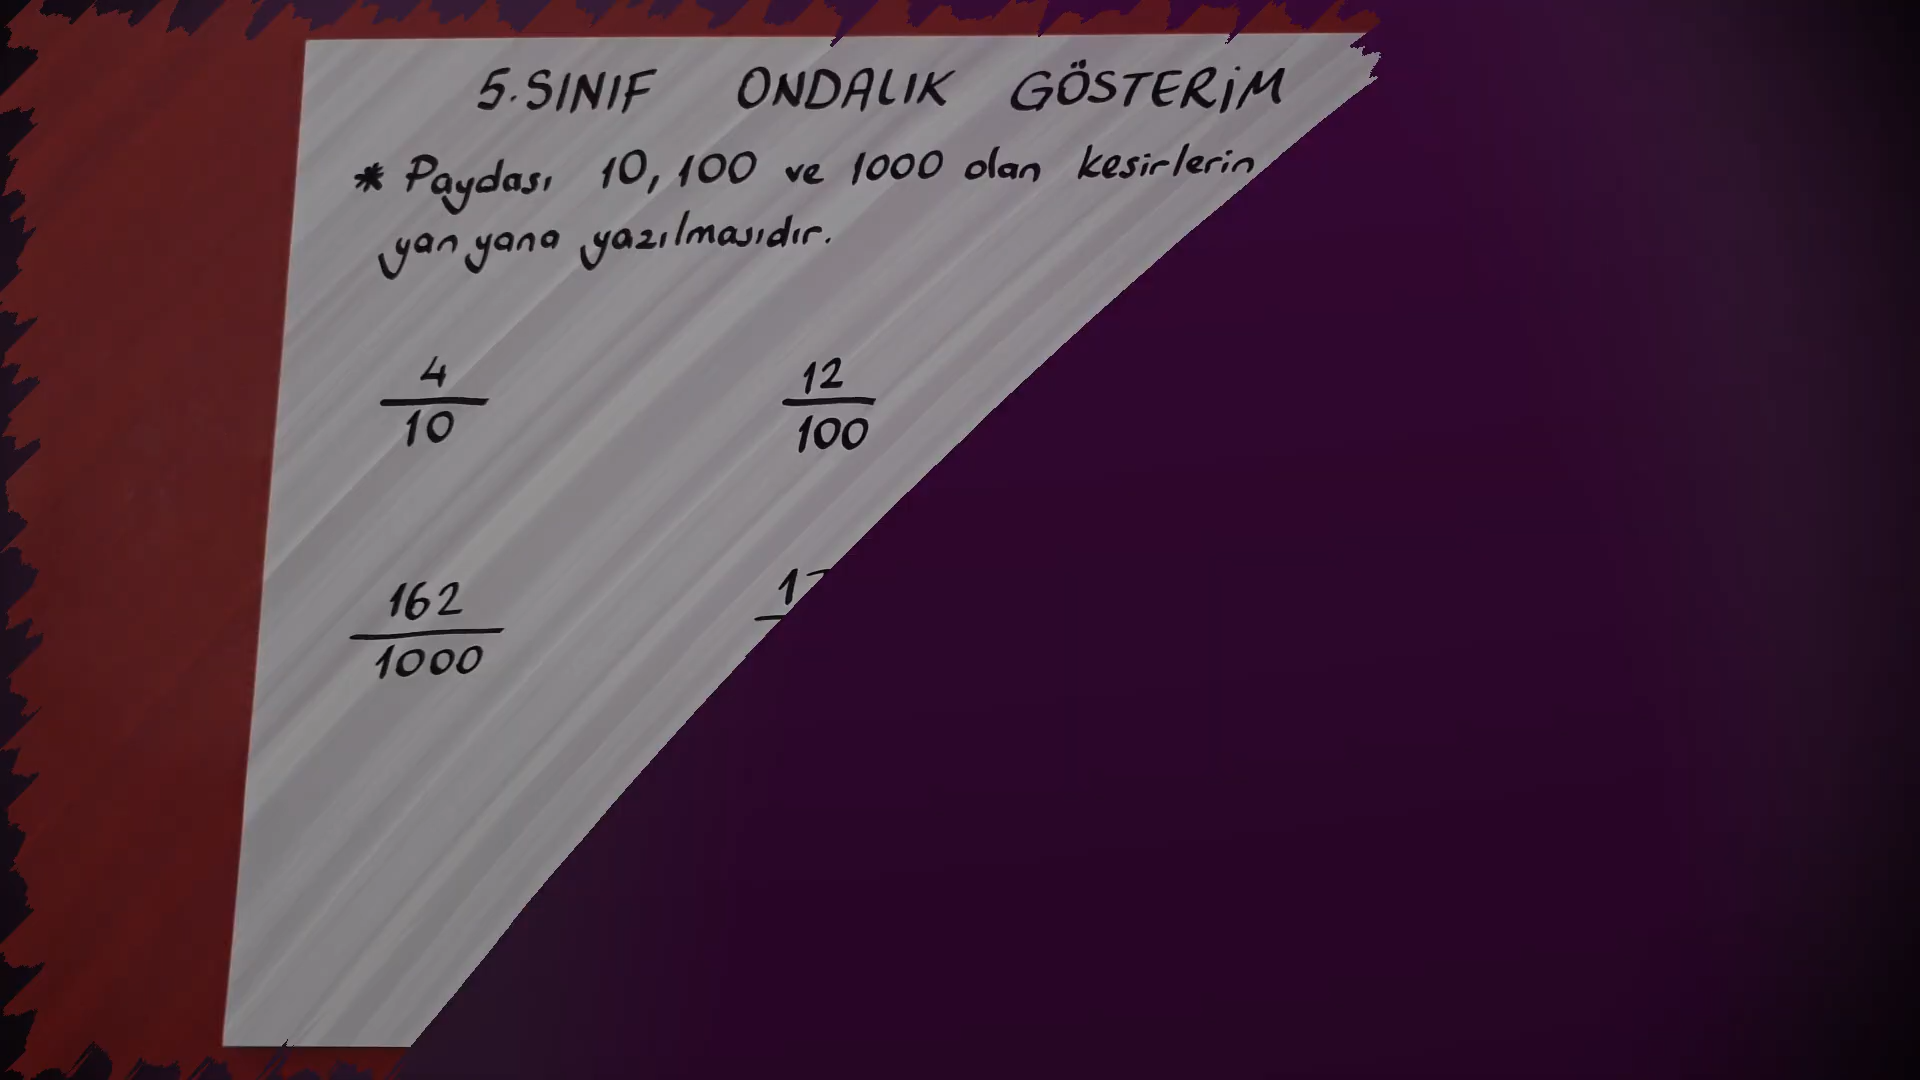 5.SINIF ONDALIK GÖSTERİM
* Paydası 10, 100 ve 1000 olan kesirlerin
yan yana yazılmasıdır.
4
10
12
100
162
1000